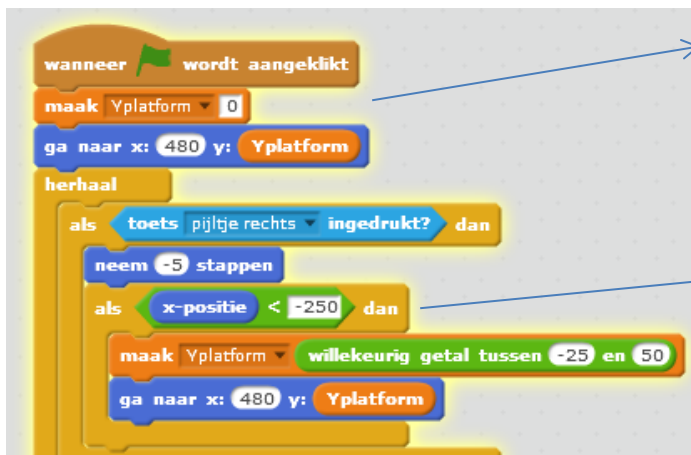 wanneer wordt aangeklikt
maak Yplatform 0
ga naar x: 480 y: Yplatform
herhaal
als toets pijltje rechts ingedrukt? dan
neem -5 stappen
als x-positie < -250 dan
maak Yplatform willekeurig getal tussen -25 en 50
ga naar x: 480 y: Yplatform